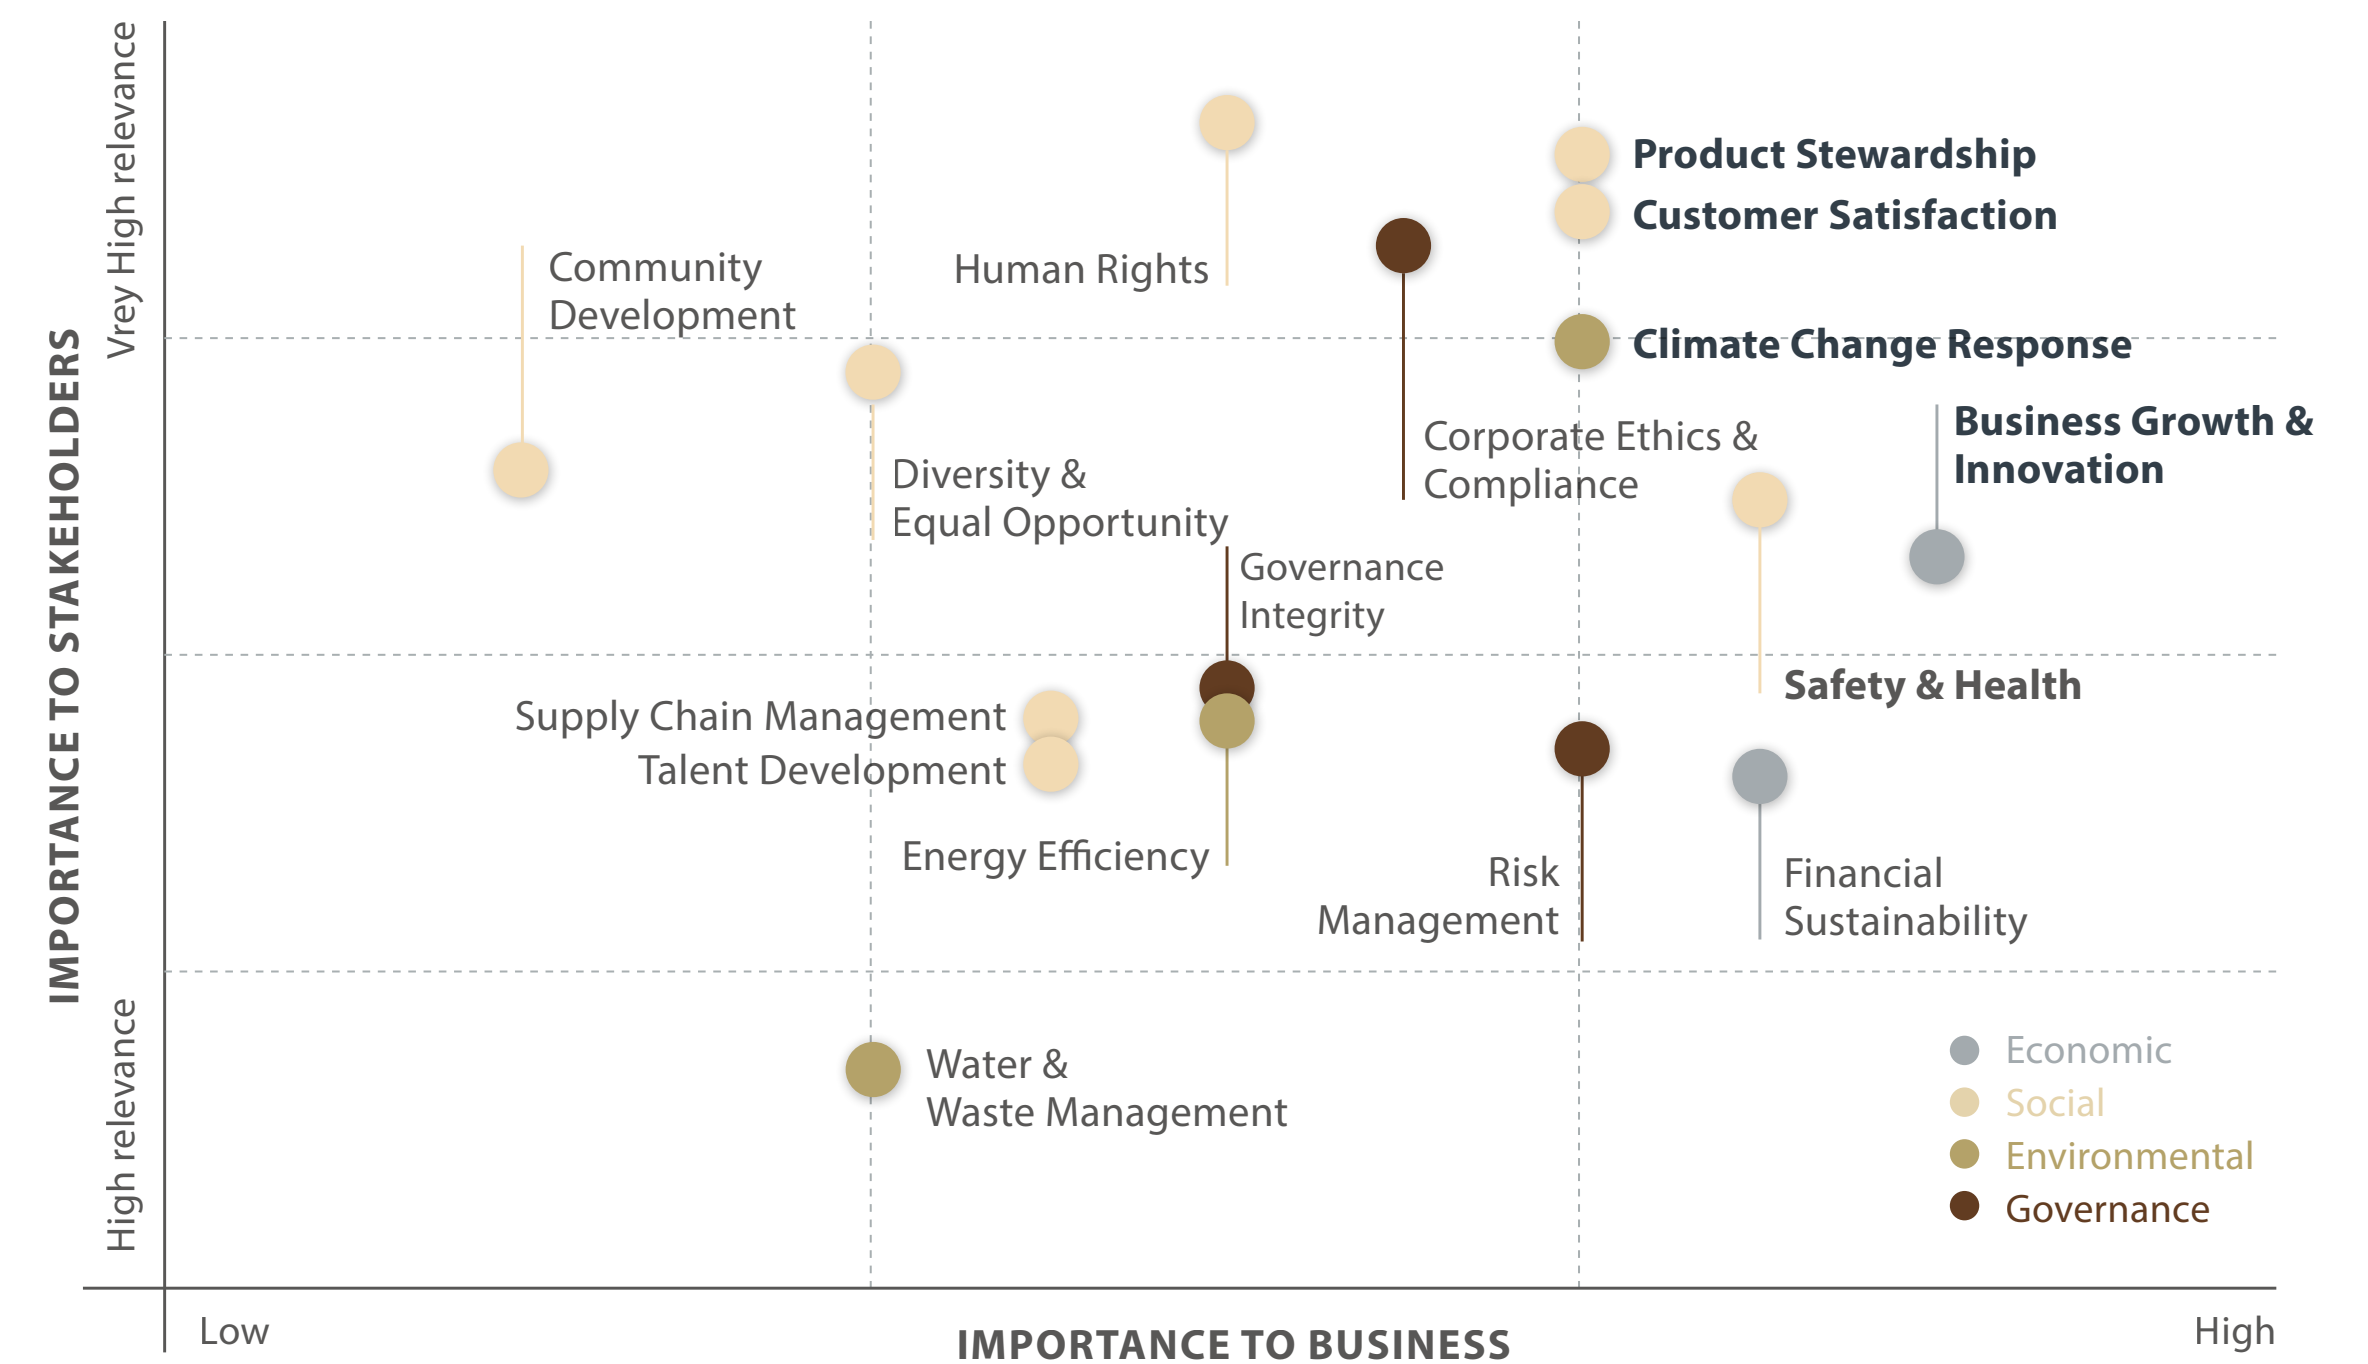 IMPORTANCE TO STAKEHOLDERS
Vrey High relevance
High relevance
Product Stewardship
Customer Satisfaction
Community
Development
Human Rights
Climate Change Response
Business Growth &
Innovation
Corporate Ethics &
Compliance
Diversity &
Equal Opportunity
Governance
Integrity
Safety & Health
Supply Chain Management
Talent Development
Energy Efficiency
Risk
Management
Financial
Sustainability
Water &
Waste Management
Economic
Social
Environmental
Governance
Low
IMPORTANCE TO BUSINESS
High